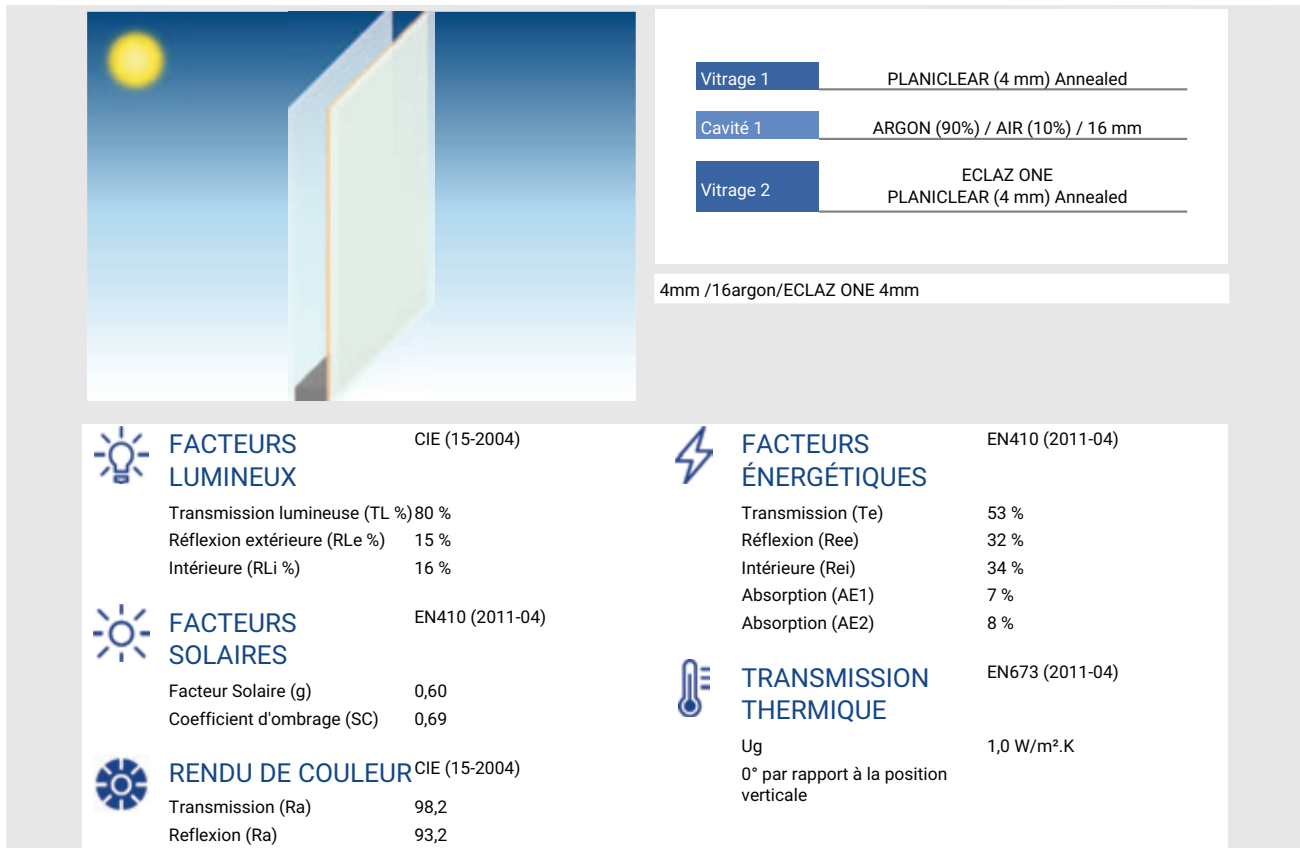 Vitrage 1 PLANICLEAR (4 mm) Annealed
Cavité 1 ARGON (90%) / AIR (10%) / 16 mm
Vitrage 2 ECLAZ ONE
PLANICLEAR (4 mm) Annealed
4mm /16argon/ECLAZ ONE 4mm
FACTEURS LUMINEUX CIE (15-2004)
Transmission lumineuse (TL %) 80 %
Réflexion extérieure (RLe %) 15 %
Intérieure (RLi %) 16 %
FACTEURS SOLAIRES EN410 (2011-04)
Facteur Solaire (g) 0,60
Coefficient d'ombrage (SC) 0,69
RENDU DE COULEUR CIE (15-2004)
Transmission (Ra) 98,2
Reflexion (Ra) 93,2
FACTEURS ÉNERGÉTIQUES EN410 (2011-04)
Transmission (Te) 53 %
Réflexion (Ree) 32 %
Intérieure (Rei) 34 %
Absorption (AE1) 7 %
Absorption (AE2) 8 %
TRANSMISSION THERMIQUE EN673 (2011-04)
Ug 1,0 W/m².K
0° par rapport à la position
verticale